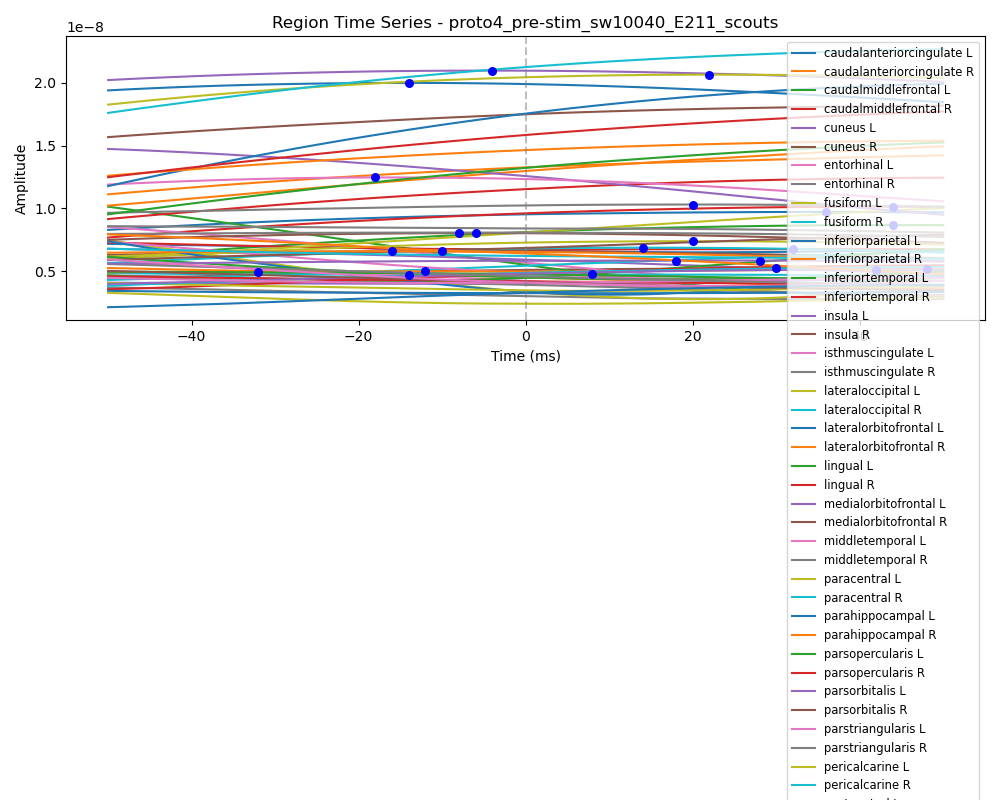 Region Time Series - proto4_pre-stim_sw10040_E211_scouts
1e−8
2.0
1.5
1.0
0.5
Amplitude
−40
−20
0
20
40
Time (ms)
caudalanteriorcingulate L
caudalanteriorcingulate R
caudalmiddlefrontal L
caudalmiddlefrontal R
cuneus L
cuneus R
entorhinal L
entorhinal R
fusiform L
fusiform R
inferiorparietal L
inferiorparietal R
inferiortemporal L
inferiortemporal R
insula L
insula R
isthmuscingulate L
isthmuscingulate R
lateraloccipital L
lateraloccipital R
lateralorbitofrontal L
lateralorbitofrontal R
lingual L
lingual R
medialorbitofrontal L
medialorbitofrontal R
middletemporal L
middletemporal R
paracentral L
paracentral R
parahippocampal L
parahippocampal R
parsopercularis L
parsopercularis R
parsorbitalis L
parsorbitalis R
parstriangularis L
parstriangularis R
pericalcarine L
pericalcarine R